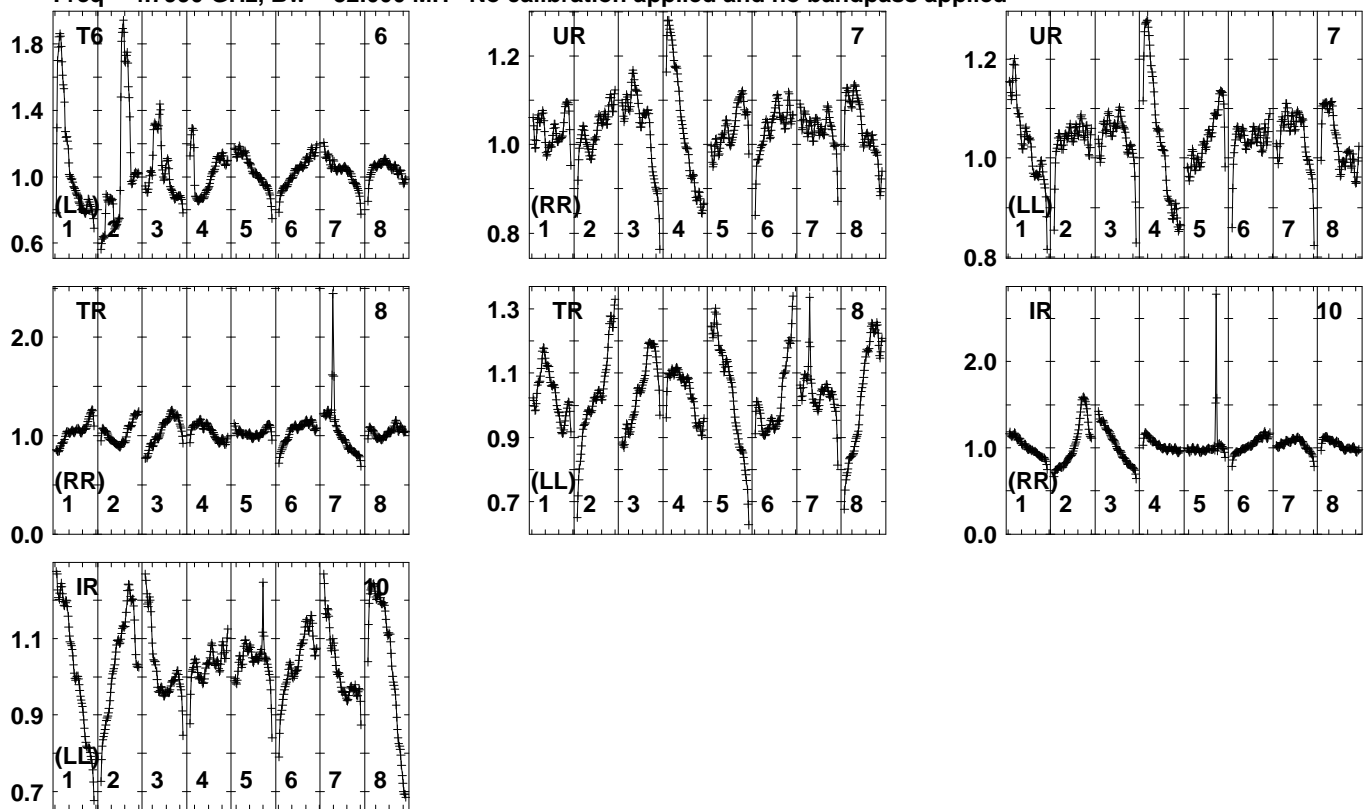 No calibration applied and no bandpass applied
T6 6
1.8
1.4
1.0
0.6
(LL)
1 2 3 4 5 6 7 8
UR 7
1.2
1.0
0.8
(RR)
1 2 3 4 5 6 7 8
UR 7
1.2
1.0
0.8
(LL)
1 2 3 4 5 6 7 8
TR 8
2.0
1.0
0.0
(RR)
1 2 3 4 5 6 7 8
TR 8
1.3
1.1
0.9
0.7
(LL)
1 2 3 4 5 6 7 8
IR 10
2.0
1.0
0.0
(RR)
1 2 3 4 5 6 7 8
IR 10
1.1
0.9
0.7
(LL)
1 2 3 4 5 6 7 8